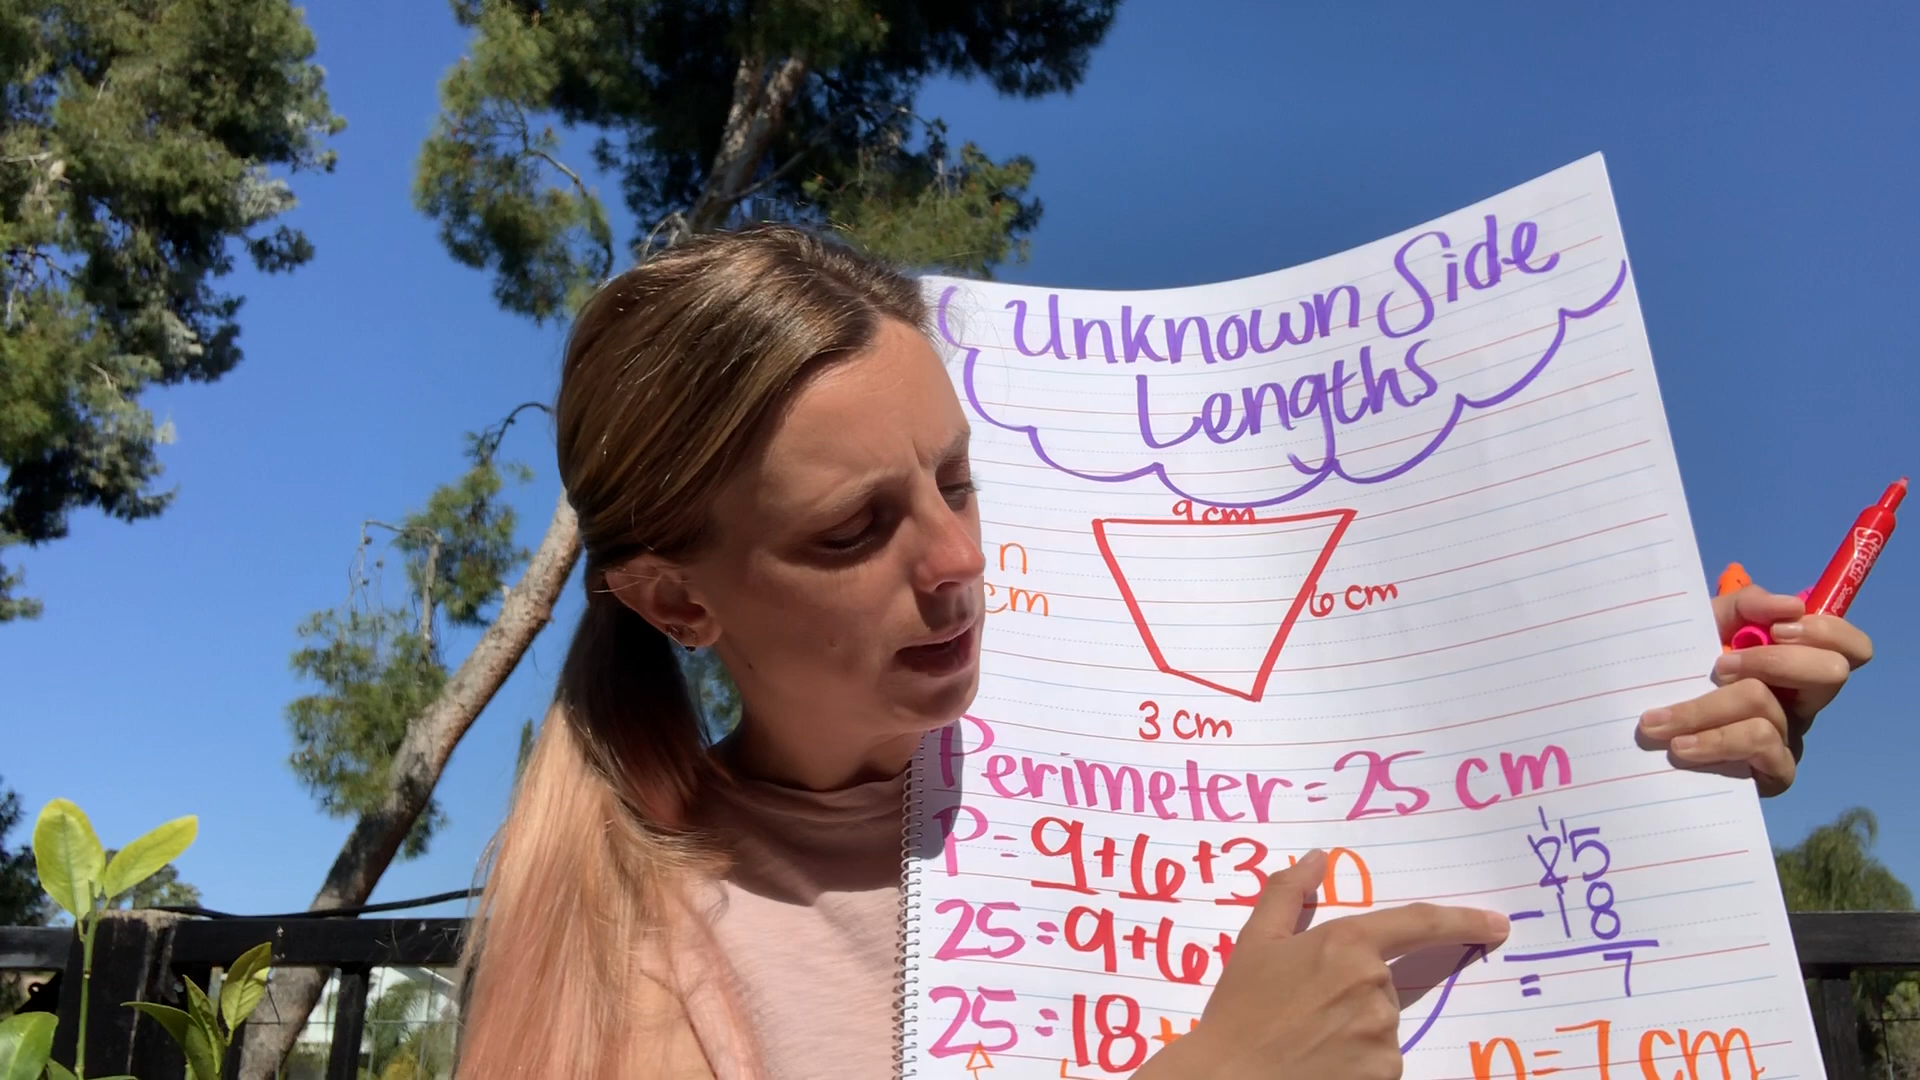 Unknown Side
Lengths
9 cm
n
cm
6 cm
3 cm
Perimeter = 25 cm
P = 9 + 6 + 3 n
25 = 9 + 6 +
25 = 18 +
25
- 18
= 7
n = 7 cm